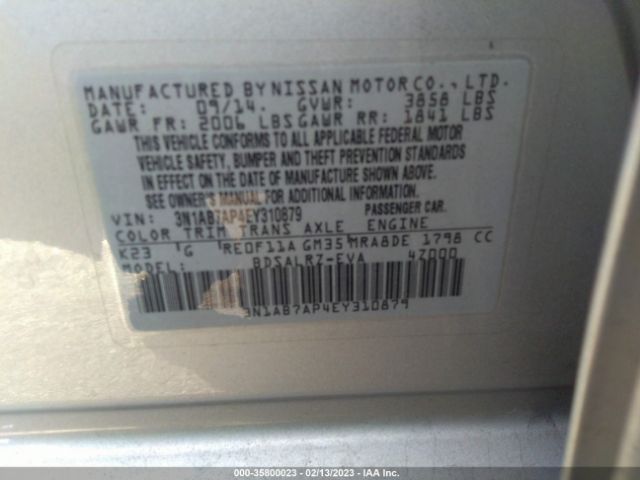 MANUFACTURED BY NISSAN MOTOR CO., LTD.
DATE: 09/14. GVWR: 3858 LBS
GAWR FR: 2006 LBS GAWR RR: 1841 LBS
THIS VEHICLE CONFORMS TO ALL APPLICABLE FEDERAL MOTOR
VEHICLE SAFETY, BUMPER AND THEFT PREVENTION STANDARDS
IN EFFECT ON THE DATE OF MANUFACTURE SHOWN ABOVE.
SEE OWNER'S MANUAL FOR ADDITIONAL INFORMATION.
VIN: 3N1AB7AP4EY310879 PASSENGER CAR.
COLOR TRIM TRANS AXLE ENGINE
K23 G RE0F11A GM35 MRA8DE 1798 CC
BDSALRZ-EVA 4Z000
3N1AB7AP4EY310879
000-35800023 - 02/13/2023 - © IAA Inc.